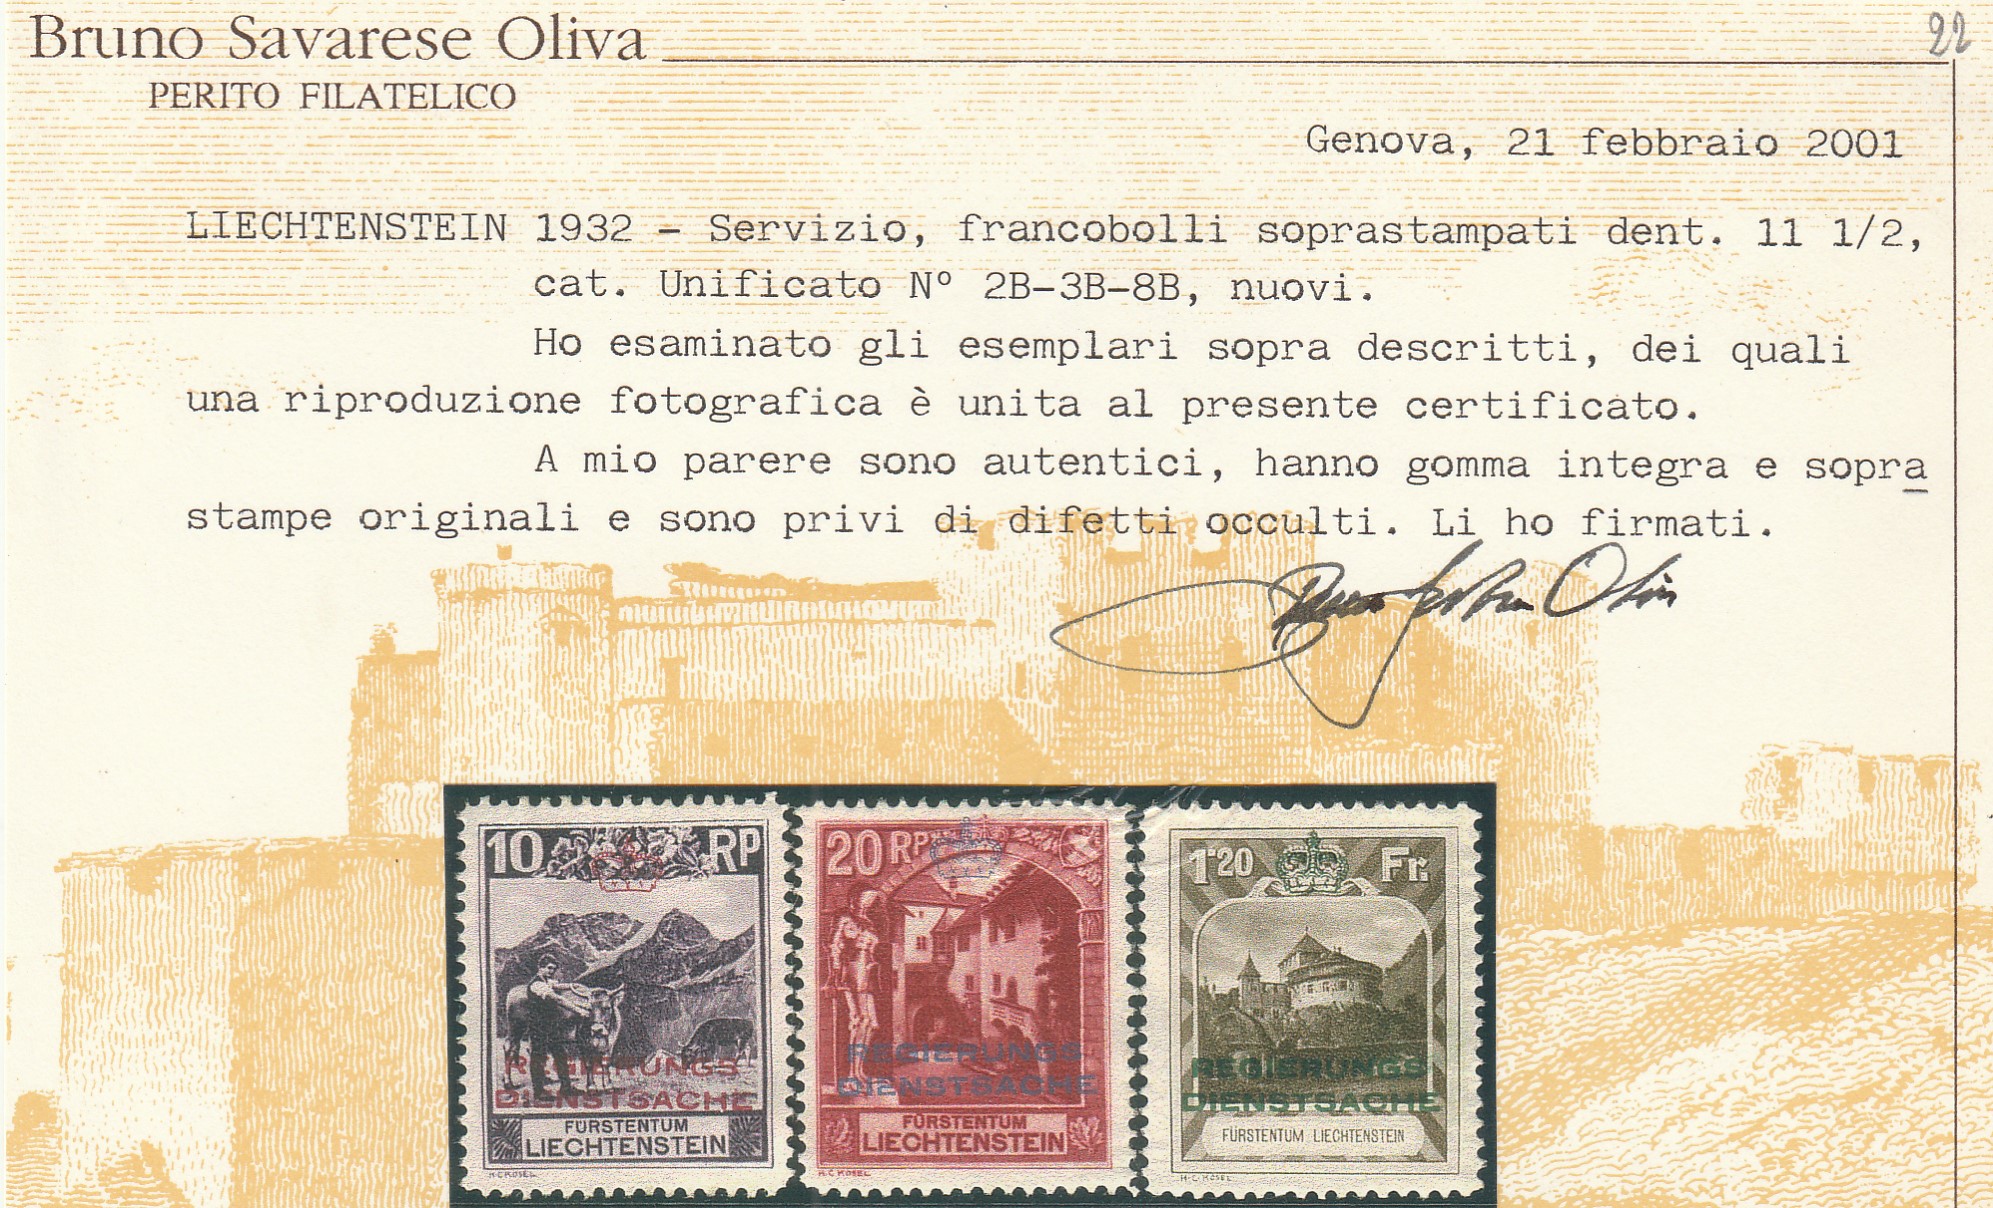 Bruno Savarese Oliva
PERITO FILATELICO
22
Genova, 21 febbraio 2001
LIECHTENSTEIN 1932 - Servizio, francobolli soprastampati dent. 11 1/2,
cat. Unificato N° 2B-3B-8B, nuovi.
Ho esaminato gli esemplari sopra descritti, dei quali
una riproduzione fotografica è unita al presente certificato.
A mio parere sono autentici, hanno gomma integra e sopra
stampe originali e sono privi di difetti occulti. Li ho firmati.
10 RP
REGIERUNGS
DIENSTSACHE
FÜRSTENTUM
LIECHTENSTEIN
H.C KOSEL
20 RP
REGIERUNGS
DIENSTSACHE
FÜRSTENTUM
LIECHTENSTEIN
H.C KOSEL
1·20 Fr.
REGIERUNGS
DIENSTSACHE
FÜRSTENTUM LIECHTENSTEIN
H·C·KOSEL